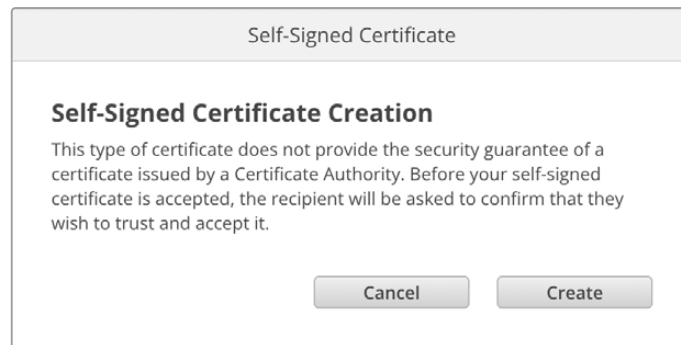 Self-Signed Certificate
Self-Signed Certificate Creation
This type of certificate does not provide the security guarantee of a
certificate issued by a Certificate Authority. Before your self-signed
certificate is accepted, the recipient will be asked to confirm that they
wish to trust and accept it.
Cancel Create